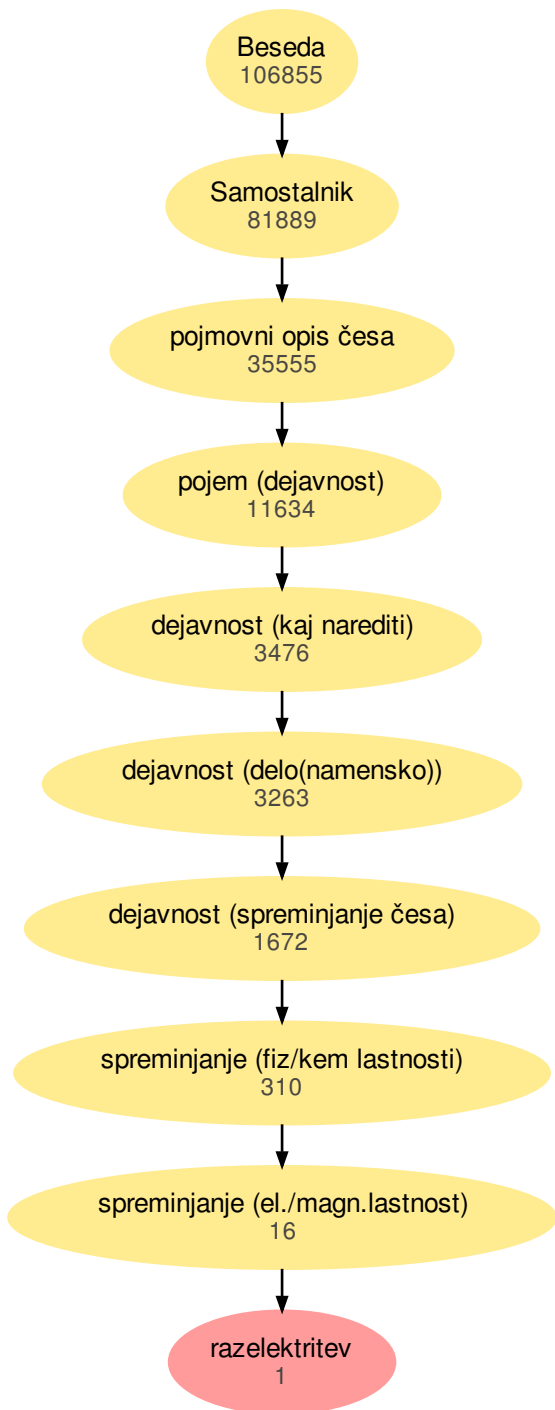 Beseda
106855
Samostalnik
81889
pojmovni opis česa
35555
pojem (dejavnost)
11634
dejavnost (kaj narediti)
3476
dejavnost (delo(namensko))
3263
dejavnost (spreminjanje česa)
1672
spreminjanje (fiz/kem lastnosti)
310
spreminjanje (el./magn.lastnost)
16
razelektritev
1